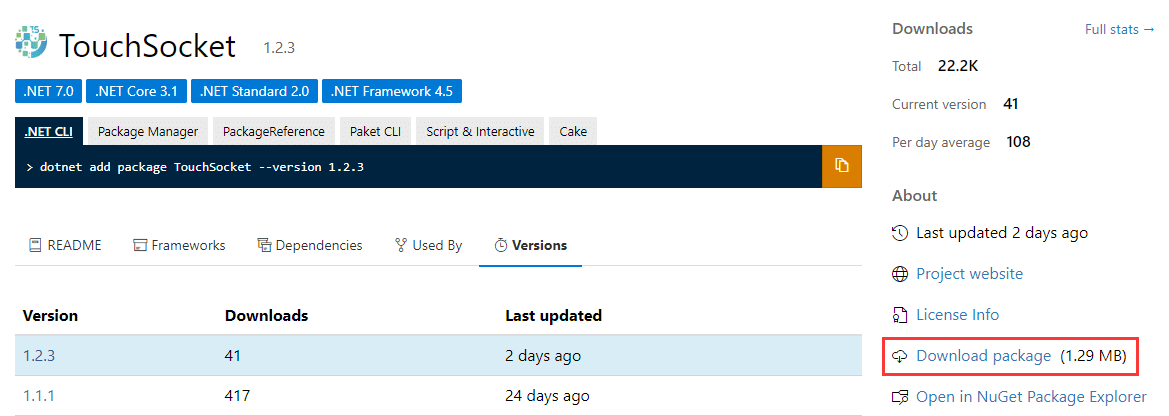 TouchSocket 1.2.3
.NET 7.0 .NET Core 3.1 .NET Standard 2.0 .NET Framework 4.5
.NET CLI Package Manager PackageReference Paket CLI Script & Interactive Cake
> dotnet add package TouchSocket --version 1.2.3
README Frameworks Dependencies Used By Versions
Version Downloads Last updated
1.2.3 41 2 days ago
1.1.1 417 24 days ago
Downloads Full stats →
Total 22.2K
Current version 41
Per day average 108
About
Last updated 2 days ago
Project website
License Info
Download package (1.29 MB)
Open in NuGet Package Explorer